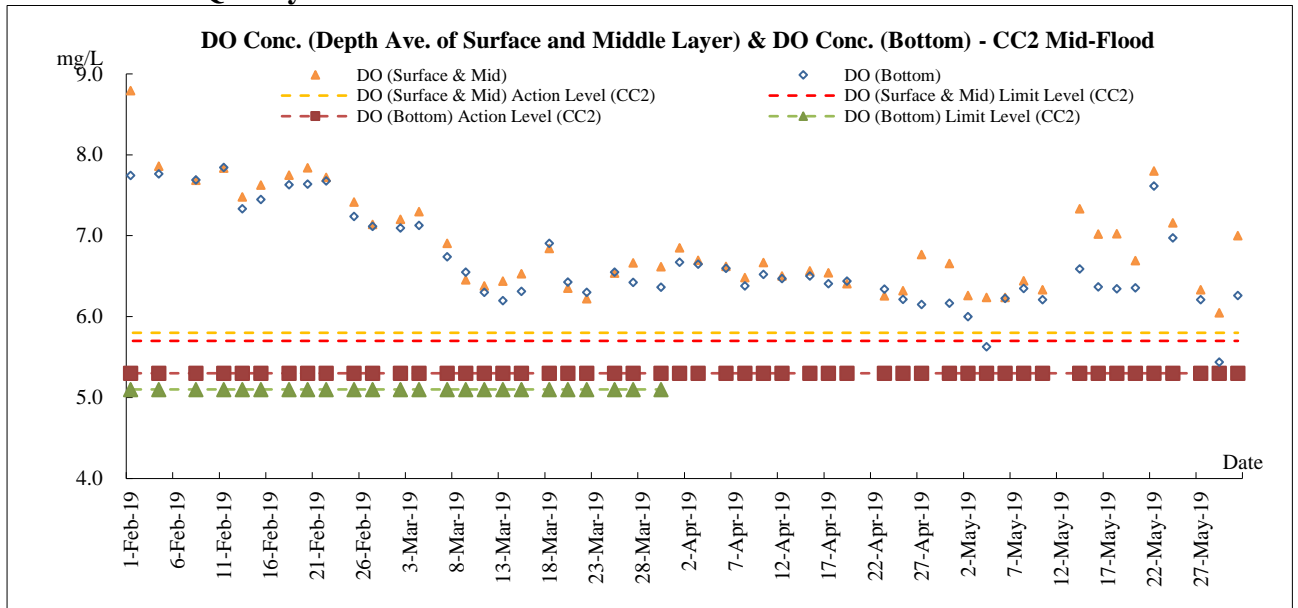 DO Conc. (Depth Ave. of Surface and Middle Layer) & DO Conc. (Bottom) - CC2 Mid-Flood
mg/L
DO (Surface & Mid)
DO (Bottom)
DO (Surface & Mid) Action Level (CC2)
DO (Surface & Mid) Limit Level (CC2)
DO (Bottom) Action Level (CC2)
DO (Bottom) Limit Level (CC2)
9.0
8.0
7.0
6.0
5.0
4.0
Date
1-Feb-19
6-Feb-19
11-Feb-19
16-Feb-19
21-Feb-19
26-Feb-19
3-Mar-19
8-Mar-19
13-Mar-19
18-Mar-19
23-Mar-19
28-Mar-19
2-Apr-19
7-Apr-19
12-Apr-19
17-Apr-19
22-Apr-19
27-Apr-19
2-May-19
7-May-19
12-May-19
17-May-19
22-May-19
27-May-19